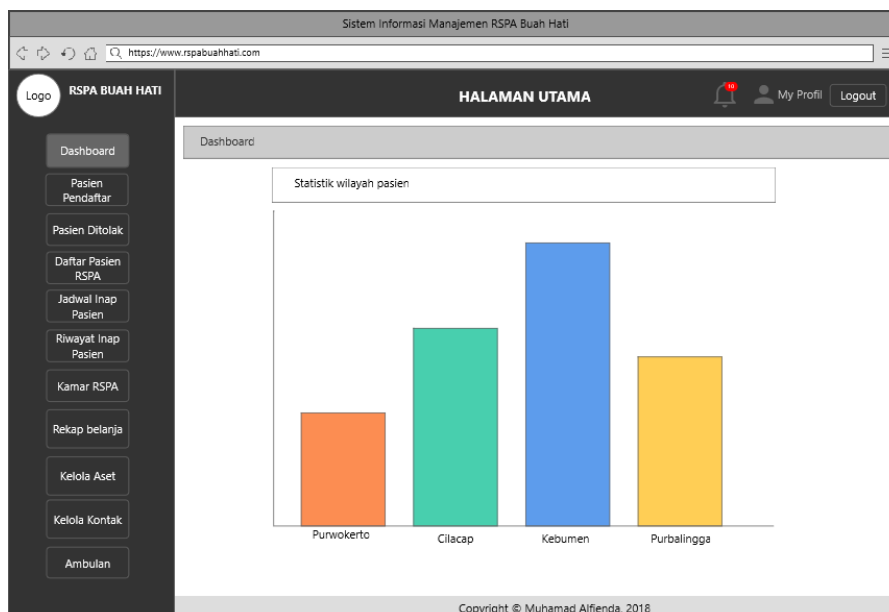 Sistem Informasi Manajemen RSPA Buah Hati
https://www.rspabuahhati.com
Logo
RSPA BUAH HATI
HALAMAN UTAMA
10
My Profil
Logout
Dashboard
Pasien
Pendaftar
Pasien Ditolak
Daftar Pasien
RSPA
Jadwal Inap
Pasien
Riwayat Inap
Pasien
Kamar RSPA
Rekap belanja
Kelola Aset
Kelola Kontak
Ambulan
Dashboard
Statistik wilayah pasien
Purwokerto
Cilacap
Kebumen
Purbalingga
Copyright © Muhamad Alfienda, 2018